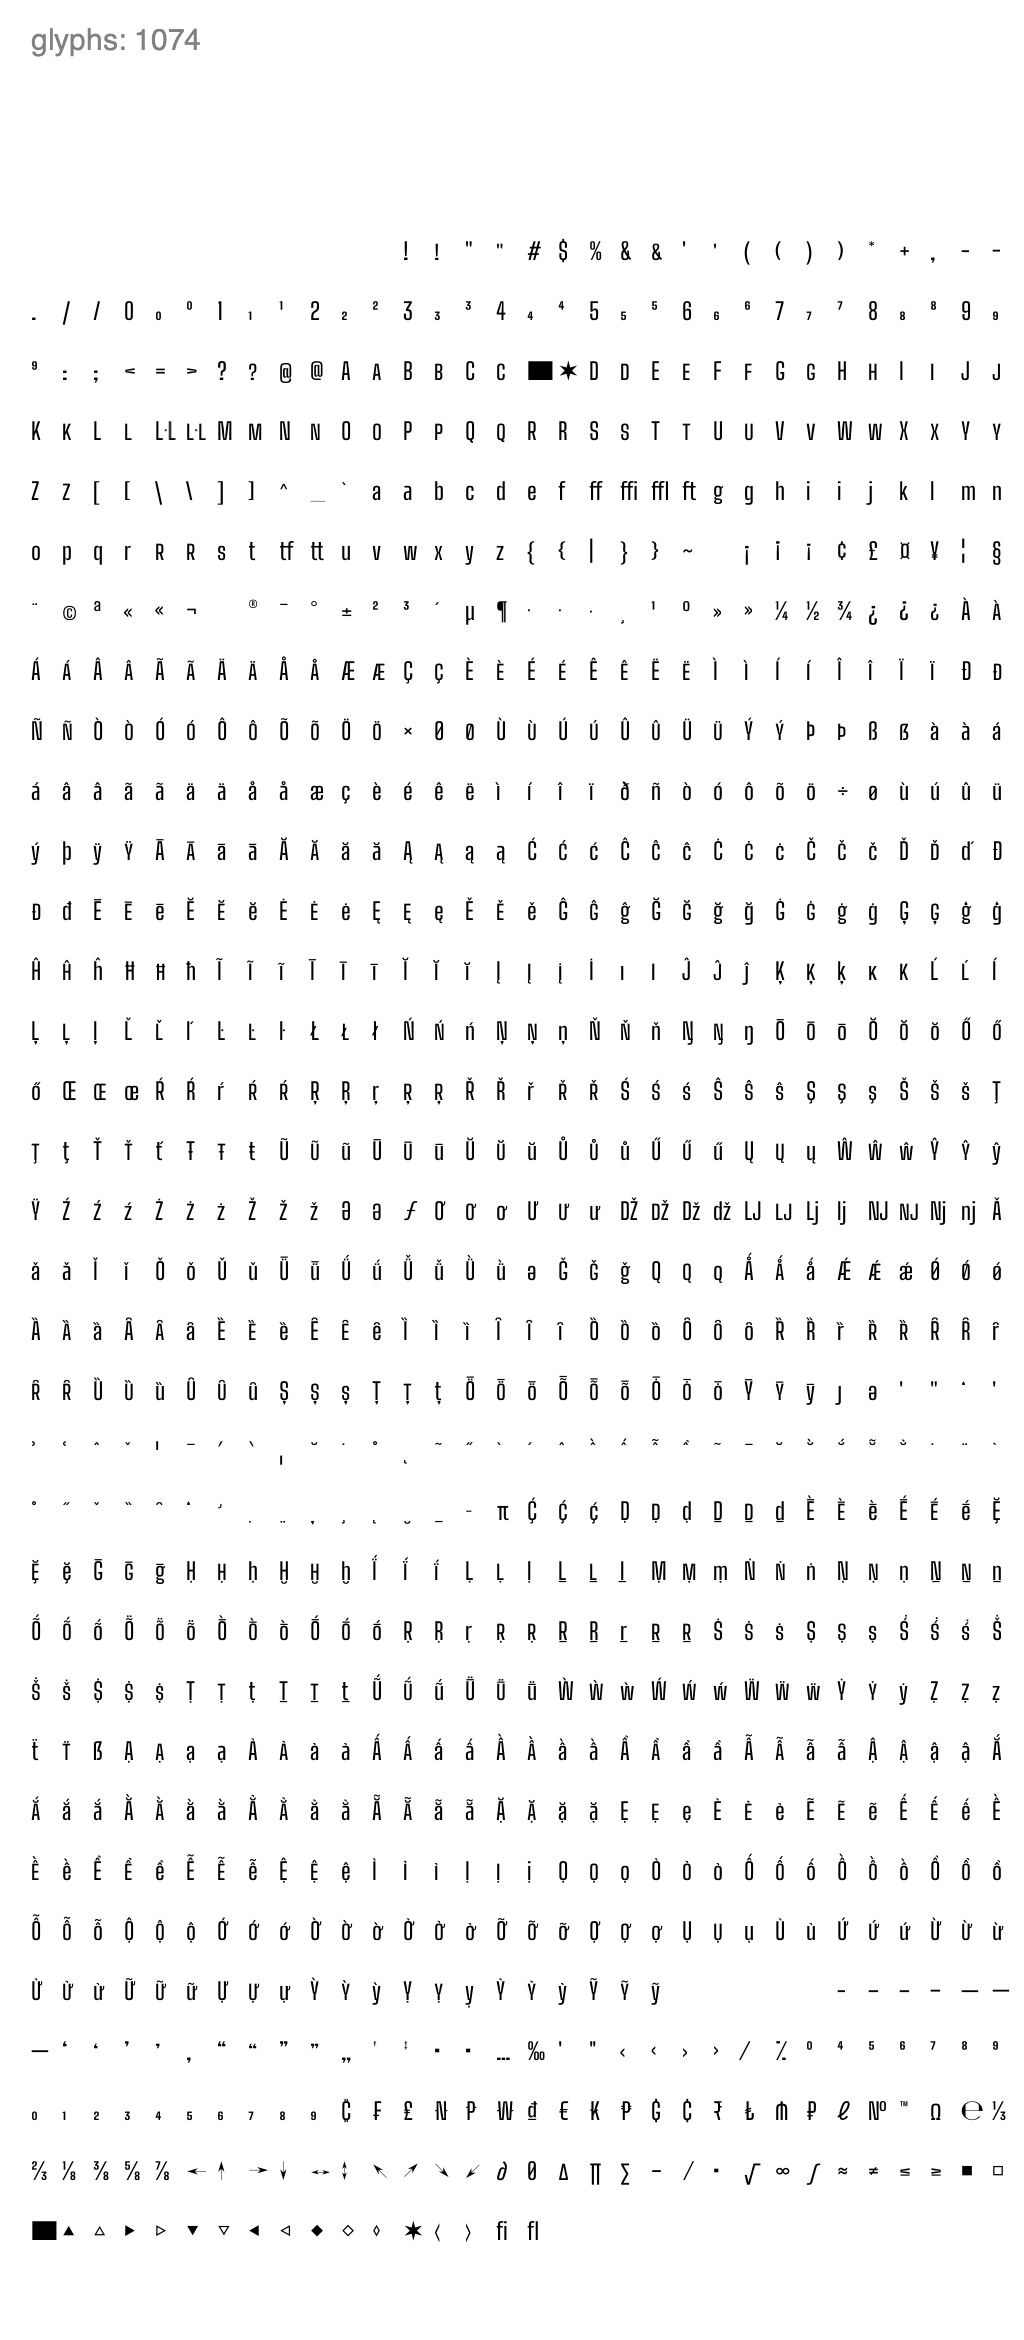 glyphs: 1074
! ! " " # $ % & & ' ' ( ( ) ) * + , - -
. / / 0 ₀ ⁰ 1 ₁ ¹ 2 ₂ ² 3 ₃ ³ 4 ₄ ⁴ 5 ₅ ⁵ 6 ₆ ⁶ 7 ₇ ⁷ 8 ₈ ⁸ 9 ₉
⁹ : ; < = > ? ? @ @ A A B B C C ■ ✶ D D E E F F G G H H I I J J
K K L L L·L L·L M M N N O O P P Q Q R R S S T T U U V V W W X X Y Y
Z Z [ [ \ \ ] ] ^ _ ` a a b c d e f ff ffi ffl ft g g h i i j k l m n
o p q r R R s t tf tt u v w x y z { { | } } ~ ¡ ¡ ¡ ¢ £ ¤ ¥ ¦ §
¨ © ª « « ¬ ® ¯ ° ± ² ³ ´ µ ¶ · · · ¸ ¹ º » » ¼ ½ ¾ ¿ ¿ ¿ À À
Á Á Â Â Ã Ã Ä Ä Å Å Æ Æ Ç Ç È È É É Ê Ê Ë Ë Ì Ì Í Í Î Î Ï Ï Ð Ð
Ñ Ñ Ò Ò Ó Ó Ô Ô Õ Õ Ö Ö × Ø Ø Ù Ù Ú Ú Û Û Ü Ü Ý Ý Þ Þ ß ß à à á
á â â ã ã ä ä å å æ ç è é ê ë ì í î ï ð ñ ò ó ô õ ö ÷ ø ù ú û ü
ý þ ÿ Ÿ Ā Ā ā ā Ă Ă ă ă Ą Ą ą ą Ć Ć ć Ĉ Ĉ ĉ Ċ Ċ ċ Č Č č Ď Ď ď Đ
Đ đ Ē Ē ē Ĕ Ĕ ĕ Ė Ė ė Ę Ę ę Ě Ě ě Ĝ Ĝ ĝ Ğ Ğ ğ ğ Ġ Ġ ġ ġ Ģ Ģ ģ ģ
Ĥ Ĥ ĥ Ħ Ħ ħ Ĩ Ĩ ĩ Ī Ī ī Ĭ Ĭ ĭ Į Į į İ ı ı Ĵ Ĵ ĵ Ķ Ķ ķ ĸ ĸ Ĺ Ĺ ĺ
Ļ Ļ ļ Ľ Ľ ľ Ŀ Ŀ ŀ Ł Ł ł Ń Ń ń Ņ Ņ ņ Ň Ň ň Ŋ Ŋ ŋ Ō Ō ō Ŏ Ŏ ŏ Ő Ő
ő Œ Œ œ Ŕ Ŕ ŕ Ŕ Ŕ Ŗ Ŗ ŗ Ŗ Ŗ Ř Ř ř Ř Ř Ś Ś ś Ŝ Ŝ ŝ Ş Ş ş Š Š š Ţ
Ţ ţ Ť Ť ť Ŧ Ŧ ŧ Ũ Ũ ũ Ū Ū ū Ŭ Ŭ ŭ Ů Ů ů Ű Ű ű Ų Ų ų Ŵ Ŵ ŵ Ŷ Ŷ ŷ
Ÿ Ź Ź ź Ż Ż ż Ž Ž ž Ə ə ƒ Ơ Ơ ơ Ư Ư ư DŽ DŽ Dž dž LJ LJ Lj lj NJ NJ Nj nj Ǎ
ǎ ǎ Ǐ ǐ Ǒ ǒ Ǔ ǔ Ǖ ǖ Ǘ ǘ Ǚ ǚ Ǜ ǜ ǝ Ǧ Ǧ ǧ Ǫ Ǫ ǫ Ǻ Ǻ ǻ Ǽ Ǽ ǽ Ǿ Ǿ ǿ
Ȁ Ȁ ȁ Ȃ Ȃ ȃ Ȅ Ȅ ȅ Ȇ Ȇ ȇ Ȉ Ȉ ȉ Ȋ Ȋ ȋ Ȍ Ȍ ȍ Ȏ Ȏ ȏ Ȑ Ȑ ȑ Ȑ Ȑ Ȓ Ȓ ȓ
Ȓ Ȓ Ȕ Ȕ ȕ Ȗ Ȗ ȗ Ș Ș ș Ț Ț ț Ȫ Ȫ ȫ Ȭ Ȭ ȭ Ȯ Ȯ ȯ Ȳ Ȳ ȳ ȷ ə ' " ʻ '
- π Ḉ Ḉ ḉ Ḍ Ḍ ḍ Ḏ Ḏ ḏ Ḕ Ḕ ḕ Ḗ Ḗ ḗ Ḝ
Ḝ ḝ Ḡ Ḡ ḡ Ḥ Ḥ ḥ Ḫ Ḫ ḫ Ḯ Ḯ ḯ Ḷ Ḷ ḷ Ḻ Ḻ ḻ Ṃ Ṃ ṃ Ṅ Ṅ ṅ Ṇ Ṇ ṇ Ṉ Ṉ ṉ
Ṍ Ṍ ṍ Ṏ Ṏ ṏ Ṑ Ṑ ṑ Ṓ Ṓ ṓ Ṛ Ṛ ṛ Ṛ Ṛ Ṟ Ṟ ṟ Ṟ Ṟ Ṡ Ṡ ṡ Ṣ Ṣ ṣ Ṥ Ṥ ṥ Ṧ
Ṧ ṧ Ṩ Ṩ ṩ Ṭ Ṭ ṭ Ṯ Ṯ ṯ Ṹ Ṹ ṹ Ṻ Ṻ ṻ Ẁ Ẁ ẁ Ẃ Ẃ ẃ Ẅ Ẅ ẅ Ẏ Ẏ ẏ Ẓ Ẓ ẓ
ẗ T̈ ẞ Ạ Ạ ạ ạ Ả Ả ả ả Ấ Ấ ấ ấ Ầ Ầ ầ ầ Ẩ Ẩ ẩ ẩ Ẫ Ẫ ẫ ẫ Ậ Ậ ậ ậ Ắ
Ắ ắ ắ Ằ Ằ ằ ằ Ẳ Ẳ ẳ ẳ Ẵ Ẵ ẵ ẵ Ặ Ặ ặ ặ Ẹ Ẹ ẹ Ẻ Ẻ ẻ Ẽ Ẽ ẽ Ế Ế ế Ề
Ề ề Ể Ể ể Ễ Ễ ễ Ệ Ệ ệ Ỉ Ỉ ỉ Ị Ị ị Ọ Ọ ọ Ỏ Ỏ ỏ Ố Ố ố Ồ Ồ ồ Ổ Ổ ổ
Ỗ Ỗ ỗ Ộ Ộ ộ Ớ Ớ ớ Ờ Ờ ờ Ở Ở ở Ỡ Ỡ ỡ Ợ Ợ ợ Ụ Ụ ụ Ủ ủ Ứ Ứ ứ Ừ Ừ ừ
Ử Ử ử Ữ Ữ ữ Ự Ự ự Ỳ Ỳ ỳ Ỵ Ỵ ỵ Ỷ Ỷ ỷ Ỹ Ỹ ỹ - – – – — —
— ‘ ‘ ’ ’ ‚ “ “ ” ” „ † ‡ · · … ‰ ′ ″ ‹ ‹ › › ⁄ ⁒ ⁰ ⁴ ⁵ ⁶ ⁷ ⁸ ⁹
₀ ₁ ₂ ₃ ₄ ₅ ₆ ₇ ₈ ₉ ₡ ₣ ₤ ₦ ₱ ₩ ₫ € ₭ ₱ ₲ ₵ ₹ ₺ ₼ ₽ ℓ № ™ Ω ℮ ⅓
⅔ ⅛ ⅜ ⅝ ⅞ ← ↑ → ↓ ↔ ↕ ↖ ↗ ↘ ↙ ∂ ∅ ∆ ∏ ∑ − ∕ ∙ √ ∞ ∫ ≈ ≠ ≤ ≥ ■ □
■ ▲ △ ▶ ▷ ▼ ▽ ◀ ◁ ◆ ◇ ◊ ✶ ⟨ ⟩ fi fl